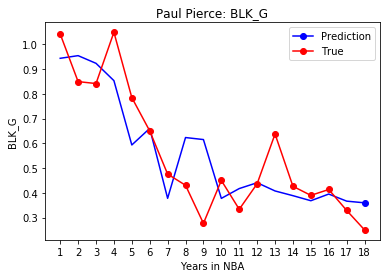 Paul Pierce: BLK_G
Prediction
True
BLK_G
1.0
0.9
0.8
0.7
0.6
0.5
0.4
0.3
1 2 3 4 5 6 7 8 9 10 11 12 13 14 15 16 17 18
Years in NBA